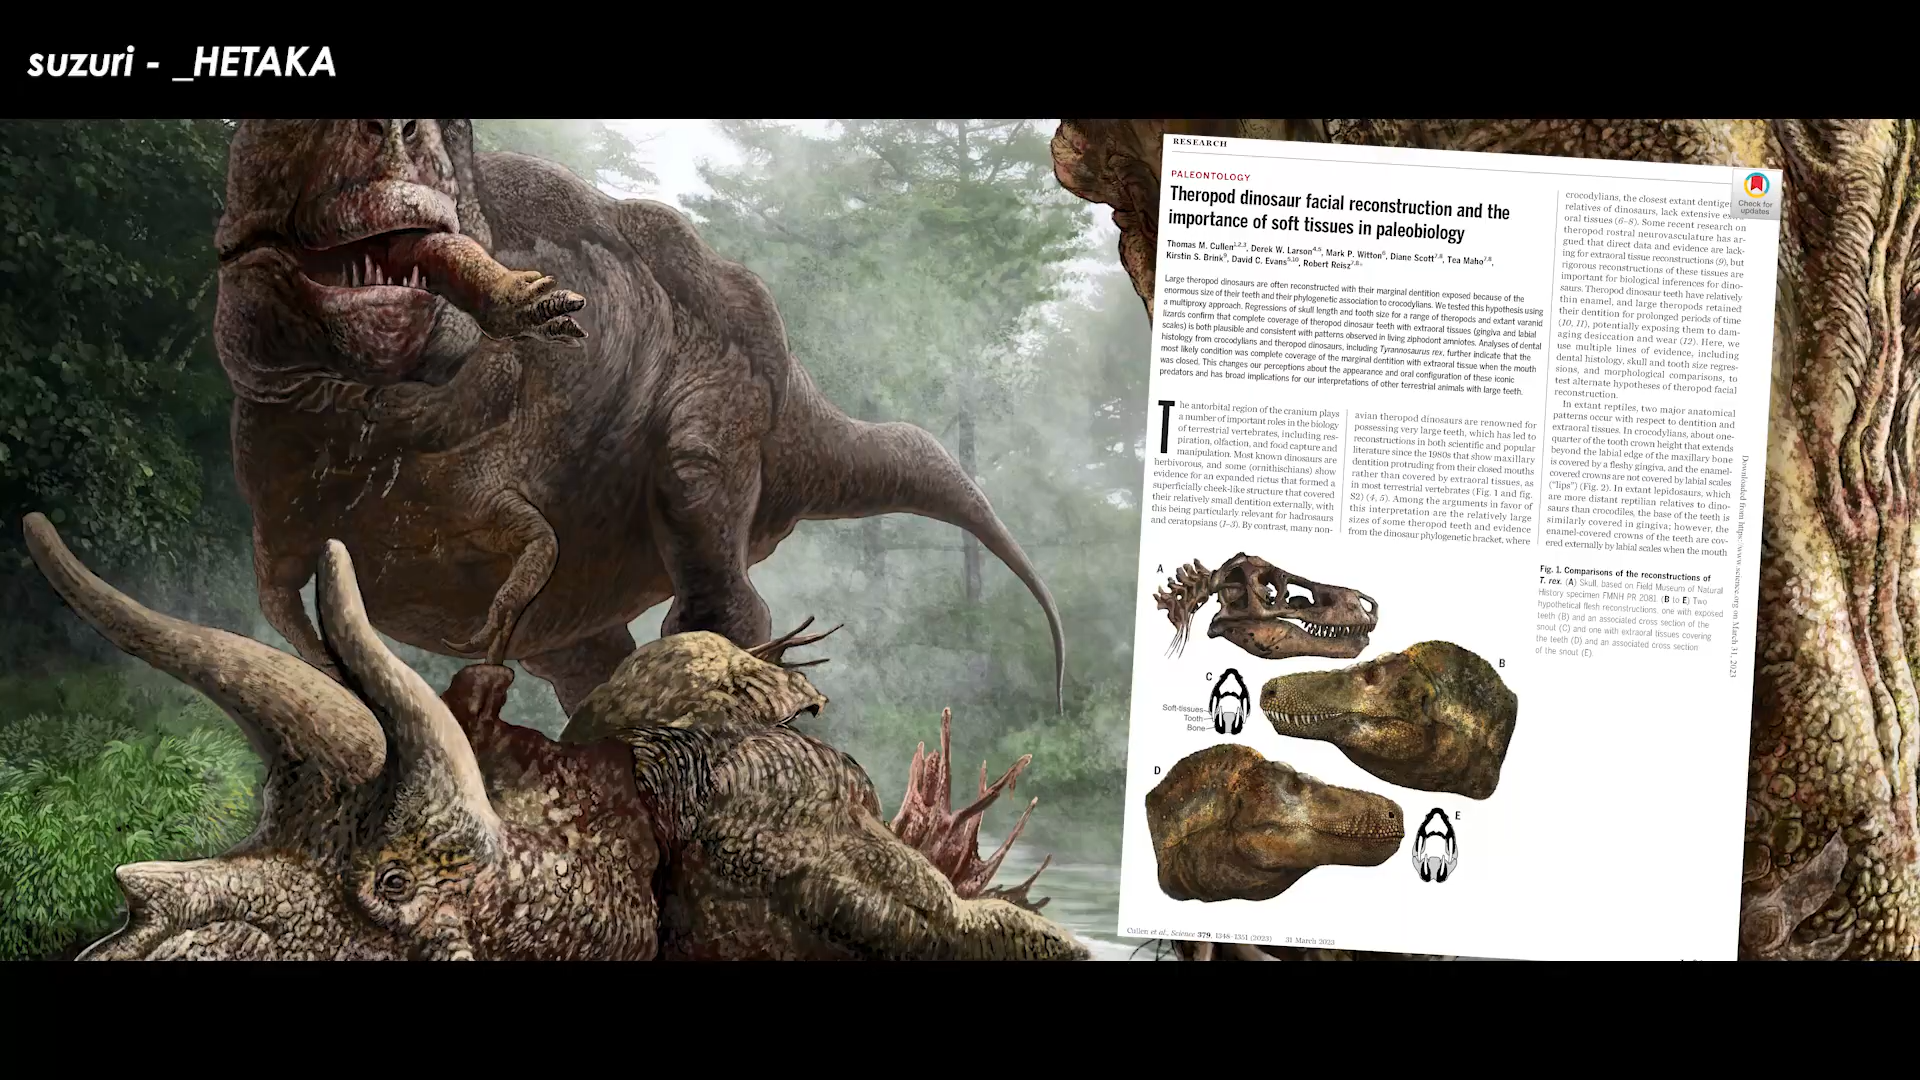 suzuri - _HETAKA
RESEARCH
PALEONTOLOGY
Theropod dinosaur facial reconstruction and the
importance of soft tissues in paleobiology
Thomas M. Cullen1,2,3, Derek W. Larson4,5, Mark P. Witton6, Diane Scott7,8, Tea Maho7,8,
Kirstin S. Brink9, David C. Evans5,10, Robert Reisz7,8
Large theropod dinosaurs are often reconstructed with their marginal dentition exposed because of the
enormous size of their teeth and their phylogenetic association to crocodylians. We tested this hypothesis using
a multiproxy approach. Regressions of skull length and tooth size for a range of theropods and extant varanid
lizards confirm that complete coverage of theropod dinosaur teeth with extraoral tissues (gingiva and labial
scales) is both plausible and consistent with patterns observed in living ziphodont amniotes. Analyses of dental
histology from crocodylians and theropod dinosaurs, including Tyrannosaurus rex, further indicate that the
most likely condition was complete coverage of the marginal dentition with extraoral tissue when the mouth
was closed. This changes our perceptions about the appearance and oral configuration of these iconic
predators and has broad implications for our interpretations of other terrestrial animals with large teeth.
The antorbital region of the cranium plays
a number of important roles in the biology
of terrestrial vertebrates, including res-
piration, olfaction, and food capture and
manipulation. Most known dinosaurs are
herbivorous, and some (ornithischians) show
evidence for an expanded rictus that formed a
superficially cheek-like structure that covered
their relatively small dentition externally, with
this being particularly relevant for hadrosaurs
and ceratopsians (1–3). By contrast, many non-
avian theropod dinosaurs are renowned for
possessing very large teeth, which has led to
reconstructions in both scientific and popular
literature since the 1980s that show maxillary
dentition protruding from their closed mouths
rather than covered by extraoral tissues, as
in most terrestrial vertebrates (Fig. 1 and fig.
S2) (4, 5). Among the arguments in favor of
this interpretation are the relatively large
sizes of some theropod teeth and evidence
from the dinosaur phylogenetic bracket, where
crocodylians, the closest extant dentiger
relatives of dinosaurs, lack extensive ex
oral tissues (6–8). Some recent research on
theropod rostral neurovasculature has ar-
gued that direct data and evidence are lack-
ing for extraoral tissue reconstructions (9), but
rigorous reconstructions of these tissues are
important for biological inferences for dino-
saurs. Theropod dinosaur teeth have relatively
thin enamel, and large theropods retained
their dentition for prolonged periods of time
(10, 11), potentially exposing them to dam-
aging desiccation and wear (12). Here, we
use multiple lines of evidence, including
dental histology, skull and tooth size regres-
sions, and morphological comparisons, to
test alternate hypotheses of theropod facial
reconstruction.
In extant reptiles, two major anatomical
patterns occur with respect to dentition and
extraoral tissues. In crocodylians, about one-
quarter of the tooth crown height that extends
beyond the labial edge of the maxillary bone
is covered by a fleshy gingiva, and the enamel-
covered crowns are not covered by labial scales
("lips") (Fig. 2). In extant lepidosaurs, which
are more distant reptilian relatives to dino-
saurs than crocodiles, the base of the teeth is
similarly covered in gingiva; however, the
enamel-covered crowns of the teeth are cov-
ered externally by labial scales when the mouth
Check for
updates
Downloaded from https://www.science.org on March 31, 2023
Fig. 1. Comparisons of the reconstructions of
T. rex. (A) Skull, based on Field Museum of Natural
History specimen FMNH PR 2081. (B to E) Two
hypothetical flesh reconstructions, one with exposed
teeth (B) and an associated cross section of the
snout (C) and one with extraoral tissues covering
the teeth (D) and an associated cross section
of the snout (E).
A
B
C
Soft-tissues
Tooth
Bone
D
E
Cullen et al., Science 379, 1348–1351 (2023) 31 March 2023